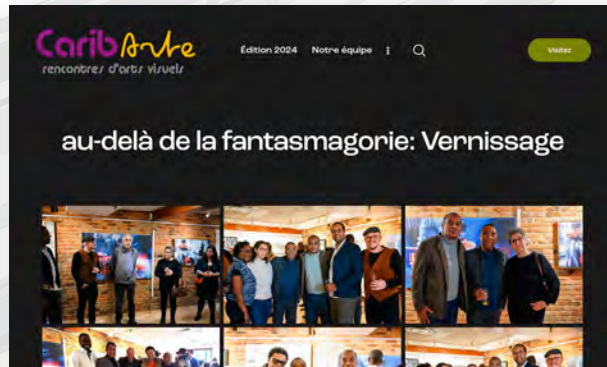 CaribArte
rencontres d'arts visuels
Édition 2024 Notre équipe
Visitez
au-delà de la fantasmagorie: Vernissage